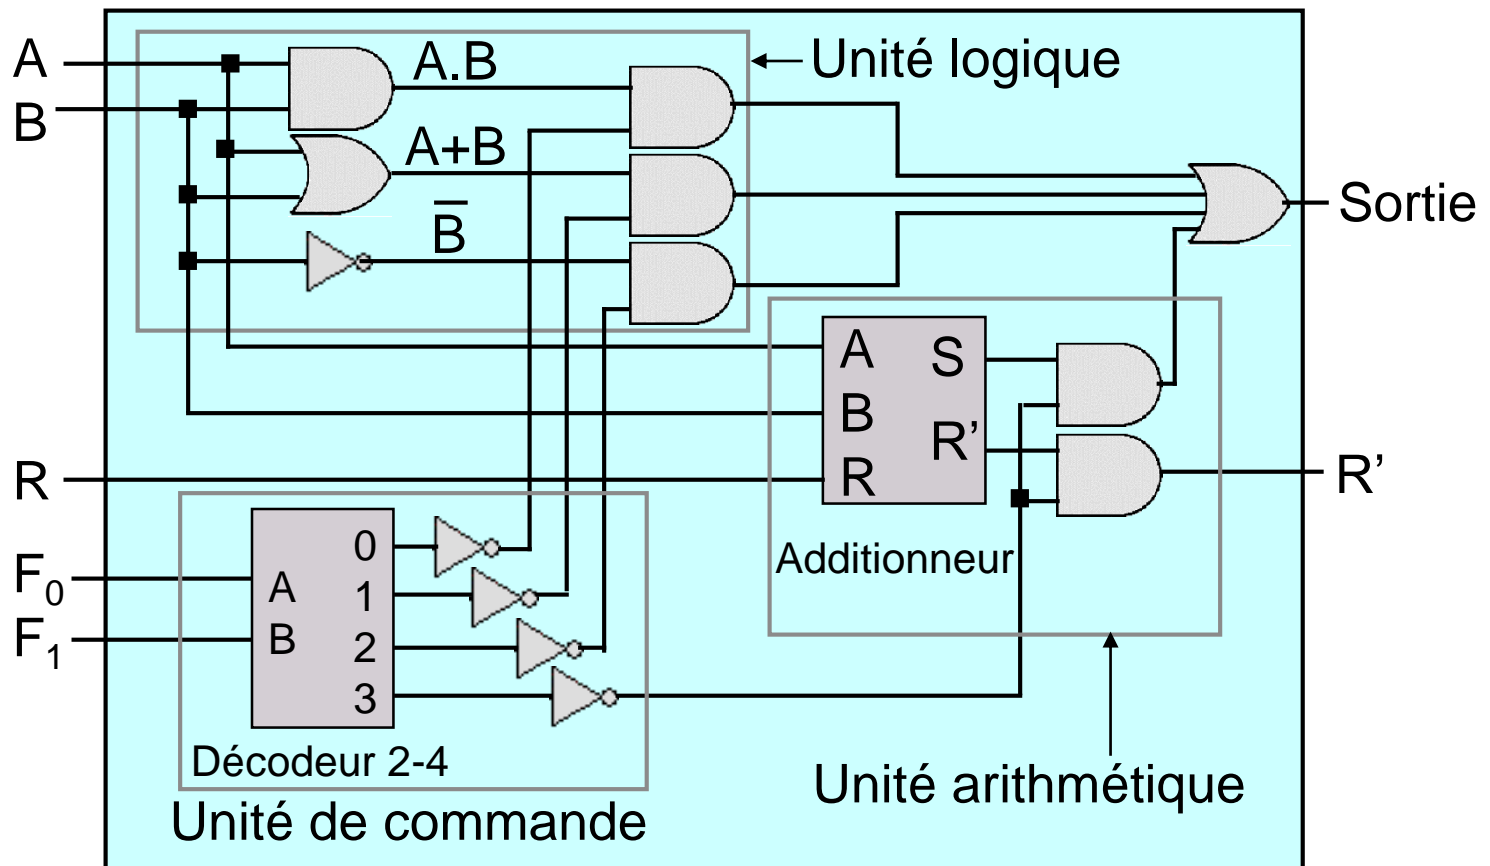 A
B
A.B
A+B
B̅
Unité logique
Sortie
A
B
R
S
R'
R'
R
Additionneur
F₀
F₁
A
B
0
1
2
3
Décodeur 2-4
Unité de commande
Unité arithmétique